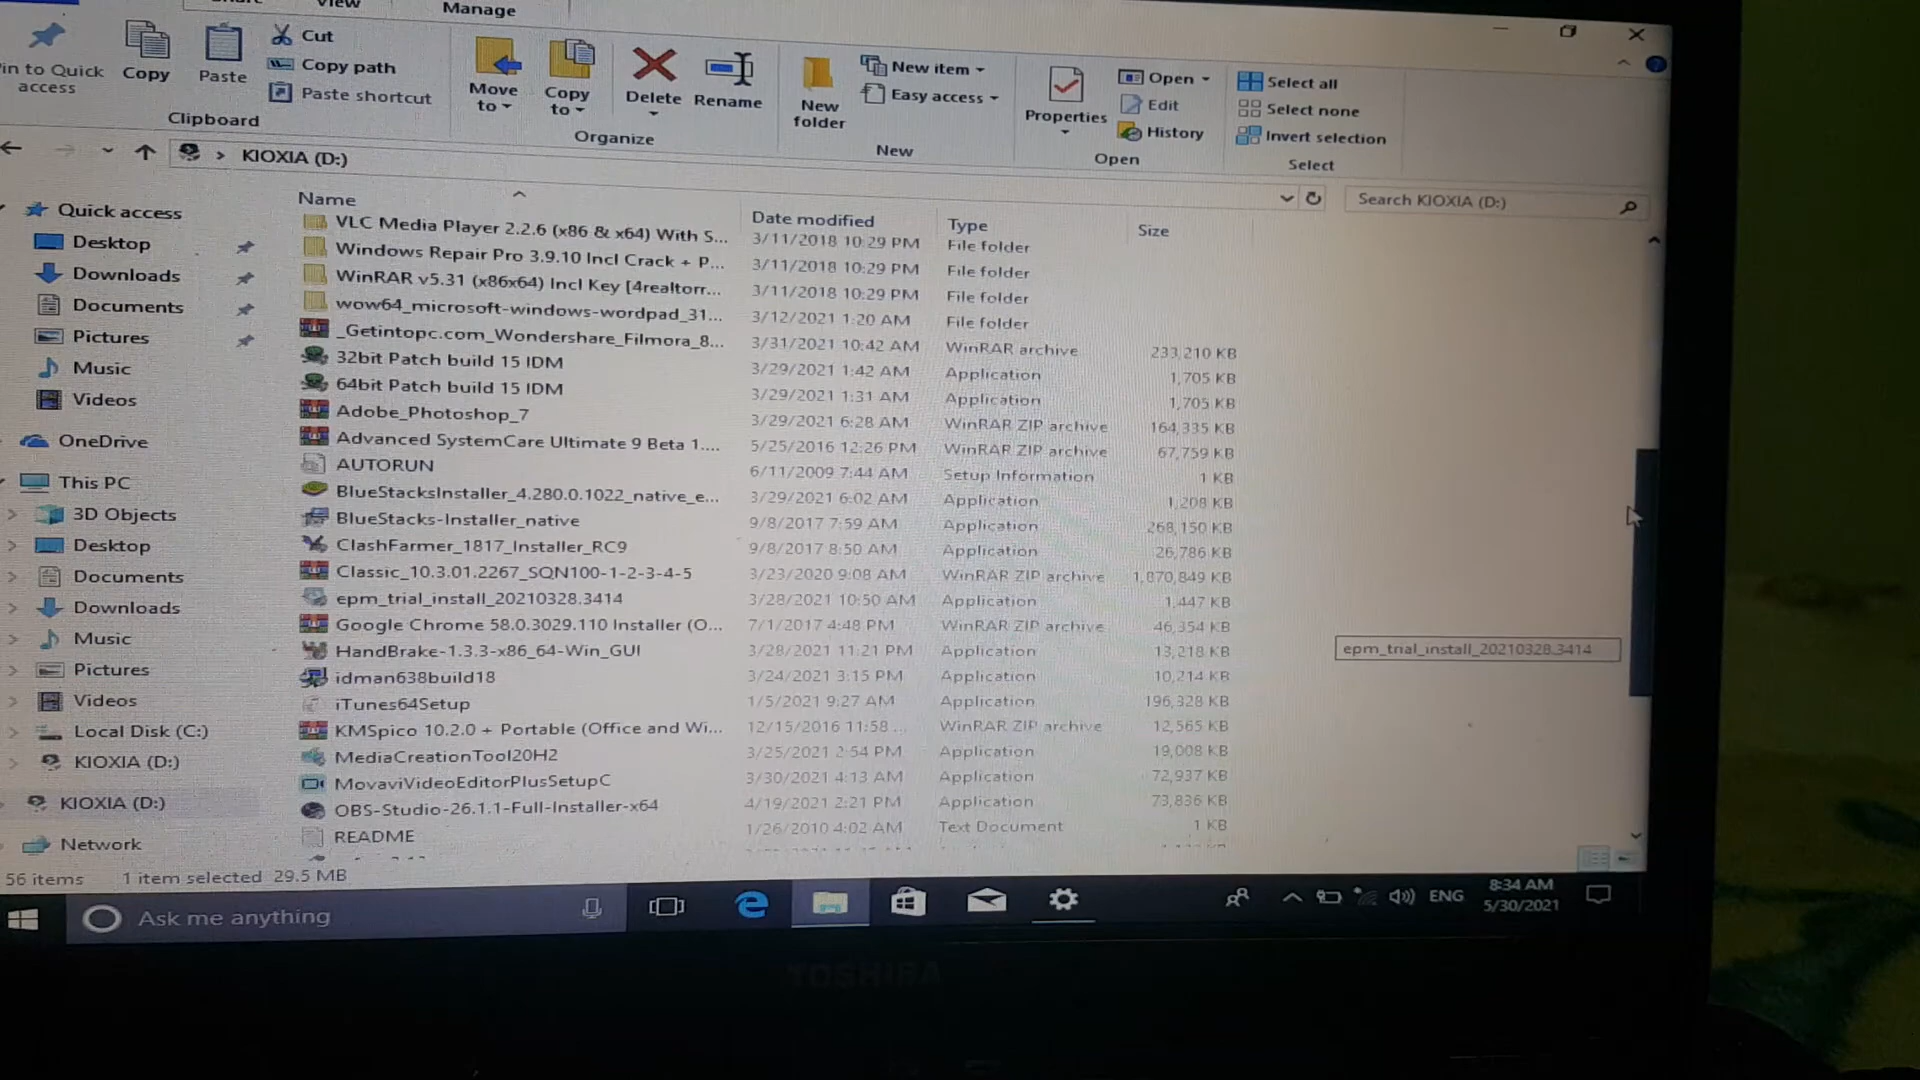 View
Manage
in to Quick access
Copy
Paste
Cut
Copy path
Paste shortcut
Clipboard
Move to
Copy to
Delete
Rename
Organize
New folder
New item
Easy access
New
Properties
Open
Edit
History
Open
Select all
Select none
Invert selection
Select
KIOXIA (D:)
Search KIOXIA (D:)
Quick access
Desktop
Downloads
Documents
Pictures
Music
Videos
OneDrive
This PC
3D Objects
Desktop
Documents
Downloads
Music
Pictures
Videos
Local Disk (C:)
KIOXIA (D:)
KIOXIA (D:)
Network
Name Date modified Type Size
VLC Media Player 2.2.6 (x86 & x64) With S... 3/11/2018 10:29 PM File folder
Windows Repair Pro 3.9.10 Incl Crack + P... 3/11/2018 10:29 PM File folder
WinRAR v5.31 (x86x64) Incl Key [4realtorr... 3/11/2018 10:29 PM File folder
wow64_microsoft-windows-wordpad_31... 3/12/2021 1:20 AM File folder
_Getintopc.com_Wondershare_Filmora_8... 3/31/2021 10:42 AM WinRAR archive 233,210 KB
32bit Patch build 15 IDM 3/29/2021 1:42 AM Application 1,705 KB
64bit Patch build 15 IDM 3/29/2021 1:31 AM Application 1,705 KB
Adobe_Photoshop_7 3/29/2021 6:28 AM WinRAR ZIP archive 164,335 KB
Advanced SystemCare Ultimate 9 Beta 1.... 5/25/2016 12:26 PM WinRAR ZIP archive 67,759 KB
AUTORUN 6/11/2009 7:44 AM Setup Information 1 KB
BlueStacksInstaller_4.280.0.1022_native_e... 3/29/2021 6:02 AM Application 1,208 KB
BlueStacks-Installer_native 9/8/2017 7:59 AM Application 268,150 KB
ClashFarmer_1817_Installer_RC9 9/8/2017 8:50 AM Application 26,786 KB
Classic_10.3.01.2267_SQN100-1-2-3-4-5 3/23/2020 9:08 AM WinRAR ZIP archive 1,870,849 KB
epm_trial_install_20210328.3414 3/28/2021 10:50 AM Application 1,447 KB
Google Chrome 58.0.3029.110 Installer (O... 7/1/2017 4:48 PM WinRAR ZIP archive 46,354 KB
HandBrake-1.3.3-x86_64-Win_GUI 3/28/2021 11:21 PM Application 13,218 KB
idman638build18 3/24/2021 3:15 PM Application 10,214 KB
iTunes64Setup 1/5/2021 9:27 AM Application 196,328 KB
KMSpico 10.2.0 + Portable (Office and Wi... 12/15/2016 11:58 ... WinRAR ZIP archive 12,565 KB
MediaCreationTool20H2 3/25/2021 2:54 PM Application 19,008 KB
MovaviVideoEditorPlusSetupC 3/30/2021 4:13 AM Application 72,937 KB
OBS-Studio-26.1.1-Full-Installer-x64 4/19/2021 2:21 PM Application 73,836 KB
README 1/26/2010 4:02 AM Text Document 1 KB
epm_trial_install_20210328.3414
56 items 1 item selected 29.5 MB
Ask me anything
ENG
8:34 AM
5/30/2021
TOSHIBA